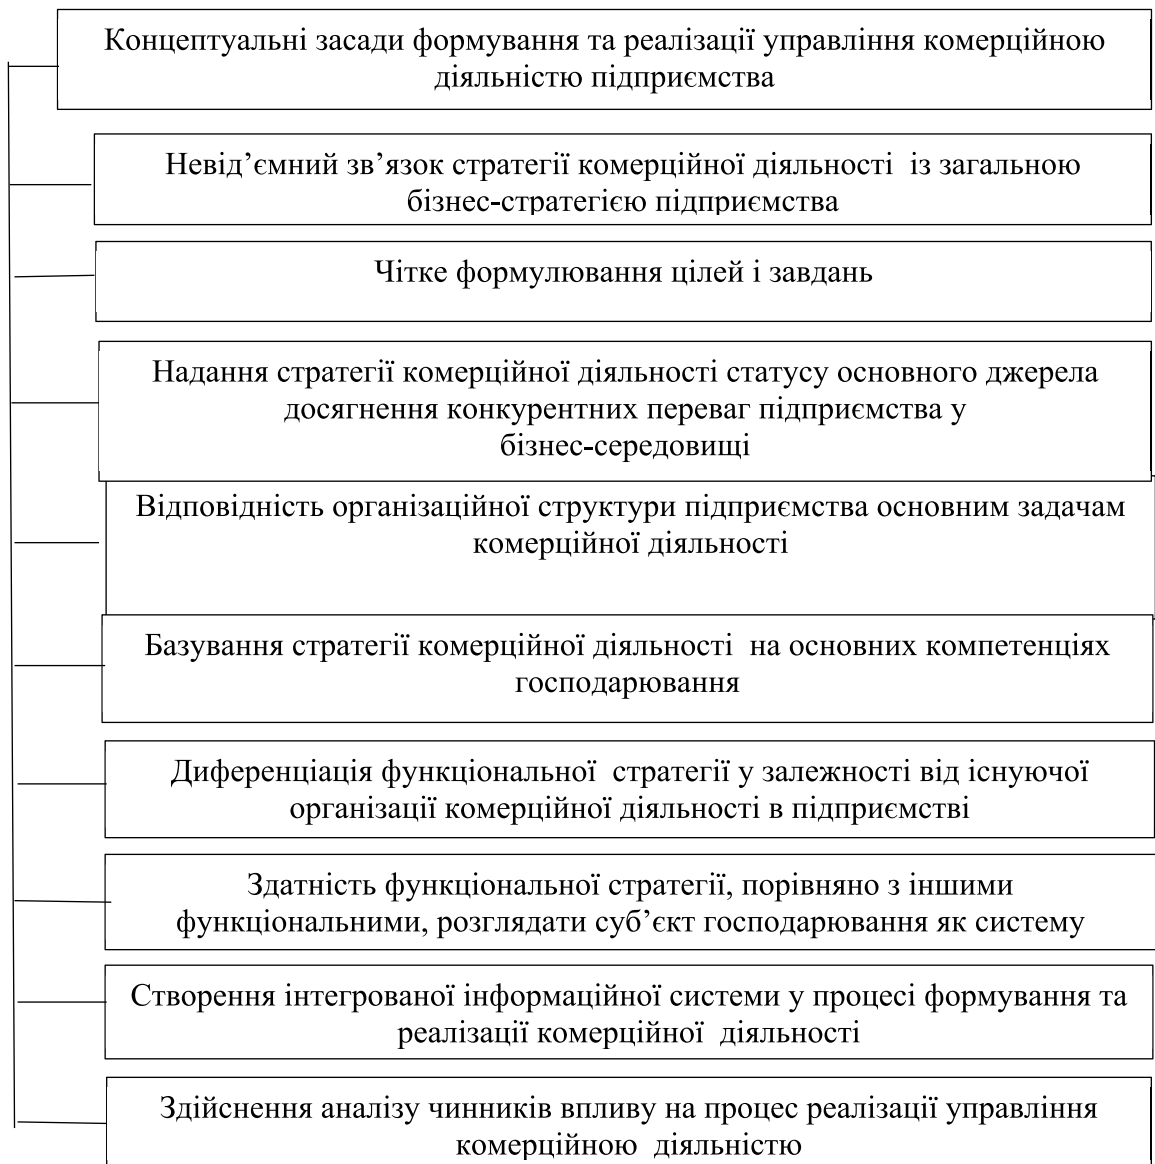 Концептуальні засади формування та реалізації управління комерційною
діяльністю підприємства
Невід’ємний зв’язок стратегії комерційної діяльності із загальною
бізнес-стратегією підприємства
Чітке формулювання цілей і завдань
Надання стратегії комерційної діяльності статусу основного джерела
досягнення конкурентних переваг підприємства у
бізнес-середовищі
Відповідність організаційної структури підприємства основним задачам
комерційної діяльності
Базування стратегії комерційної діяльності на основних компетенціях
господарювання
Диференціація функціональної стратегії у залежності від існуючої
організації комерційної діяльності в підприємстві
Здатність функціональної стратегії, порівняно з іншими
функціональними, розглядати суб’єкт господарювання як систему
Створення інтегрованої інформаційної системи у процесі формування та
реалізації комерційної діяльності
Здійснення аналізу чинників впливу на процес реалізації управління
комерційною діяльністю